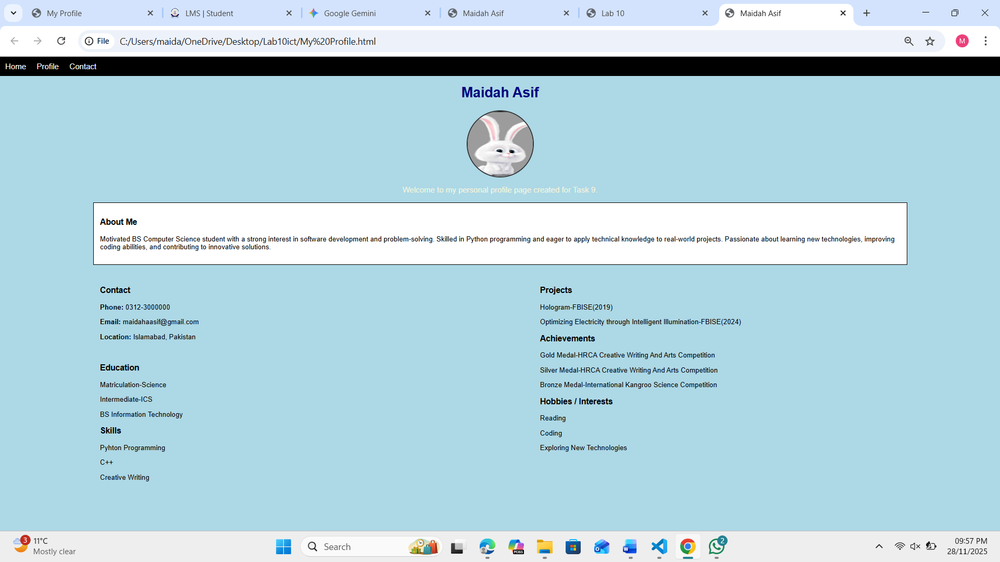 My Profile
LMS | Student
Google Gemini
Maidah Asif
Lab 10
Maidah Asif
File
C:/Users/maida/OneDrive/Desktop/Lab10ict/My%20Profile.html
M
Home Profile Contact
Maidah Asif
Welcome to my personal profile page created for Task 9.
About Me
Motivated BS Computer Science student with a strong interest in software development and problem-solving. Skilled in Python programming and eager to apply technical knowledge to real-world projects. Passionate about learning new technologies, improving
coding abilities, and contributing to innovative solutions.
Contact
Phone: 0312-3000000
Email: maidahaasif@gmail.com
Location: Islamabad, Pakistan
Education
Matriculation-Science
Intermediate-ICS
BS Information Technology
Skills
Pyhton Programming
C++
Creative Writing
Projects
Hologram-FBISE(2019)
Optimizing Electricity through Intelligent Illumination-FBISE(2024)
Achievements
Gold Medal-HRCA Creative Writing And Arts Competition
Silver Medal-HRCA Creative Writing And Arts Competition
Bronze Medal-International Kangroo Science Competition
Hobbies / Interests
Reading
Coding
Exploring New Technologies
3
11°C
Mostly clear
Search
M365
2
09:57 PM
28/11/2025